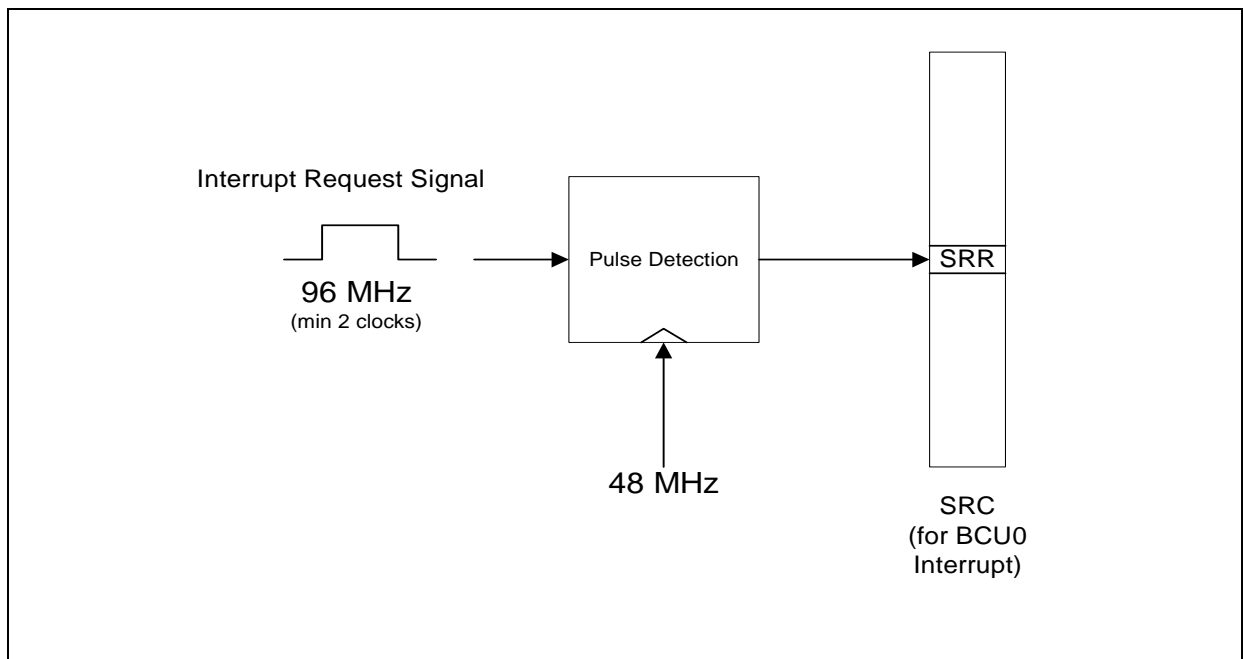 Interrupt Request Signal
96 MHz
(min 2 clocks)
Pulse Detection
48 MHz
SRR
SRC
(for BCU0
Interrupt)